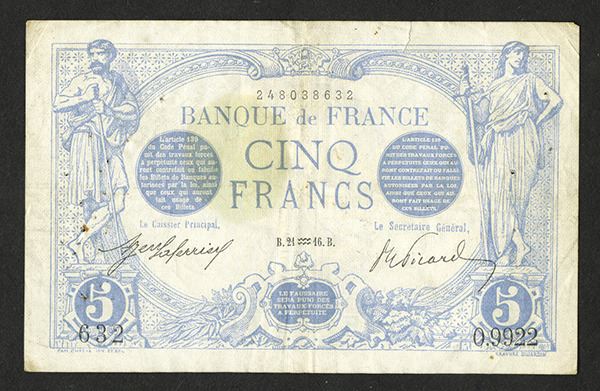 248038632
BANQUE de FRANCE
L'article 139
du Code Pénal pu-
nit des travaux forcés
à perpétuité ceux qui au-
ront contrefait ou falsifié
les Billets de Banques au-
torisées par la loi, ainsi
que ceux qui auront
fait usage de
ces Billets.
CINQ
FRANCS
L'ARTICLE 139
DU CODE PÉNAL PU-
NIT DES TRAVAUX FORCÉS
À PERPÉTUITÉ CEUX QUI AU-
RONT CONTREFAIT OU FALSI-
FIÉ LES BILLETS DE BANQUES
AUTORISÉES PAR LA LOI,
AINSI QUE CEUX QUI AU-
RONT FAIT USAGE DE
CES BILLETS.
Le Caissier Principal,
Le Secrétaire Général,
B.21 16.B.
LE FAUSSAIRE
SERA PUNI DES
TRAVAUX FORCÉS
A PERPÉTUITÉ
5
5
632
0.9922